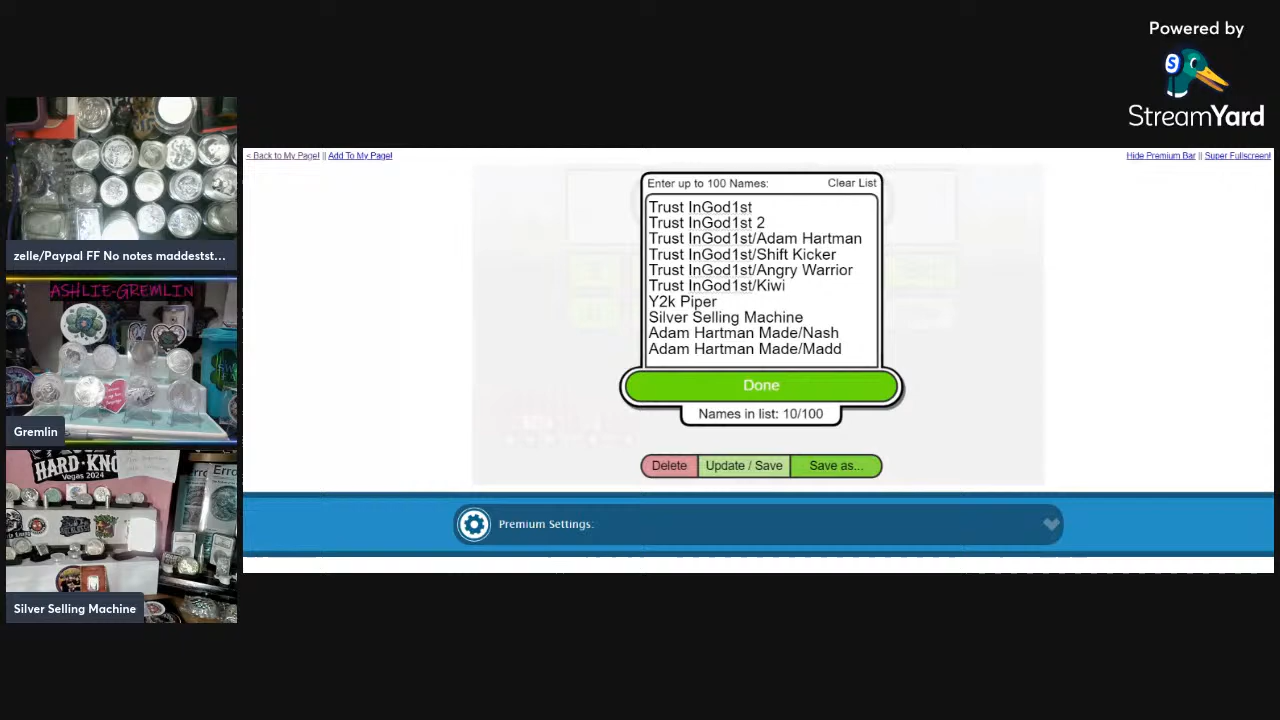 Powered by
StreamYard
zelle/Paypal FF No notes maddestst...
ASHLIE-GREMLIN
Gremlin
HARD-KNO
Vegas 2024
Silver Selling Machine
< Back to My Page! || Add To My Page!
Hide Premium Bar || Super Fullscreen!
Enter up to 100 Names:
Clear List
Trust InGod1st
Trust InGod1st 2
Trust InGod1st/Adam Hartman
Trust InGod1st/Shift Kicker
Trust InGod1st/Angry Warrior
Trust InGod1st/Kiwi
Y2k Piper
Silver Selling Machine
Adam Hartman Made/Nash
Adam Hartman Made/Madd
Done
Names in list: 10/100
Delete
Update / Save
Save as...
Premium Settings: